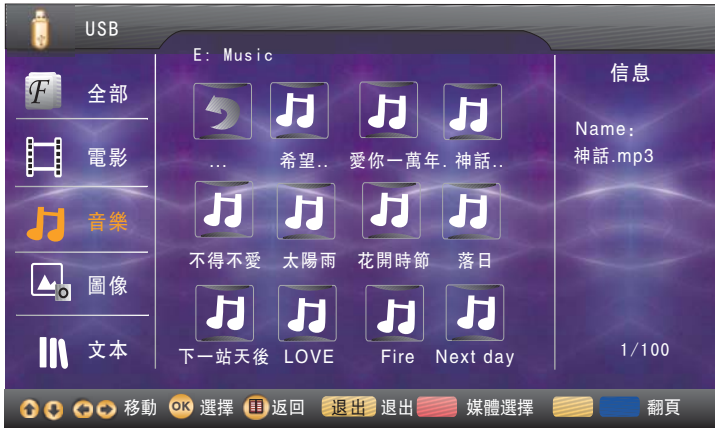 USB
E: Music
信息
F 全部
電影
音樂
圖像
文本
... 希望.. 愛你一萬年. 神話..
不得不愛 太陽雨 花開時節 落日
下一站天後 LOVE Fire Next day
Name:
神話.mp3
1/100
移動 OK 選擇 返回 退出 退出 媒體選擇 翻頁